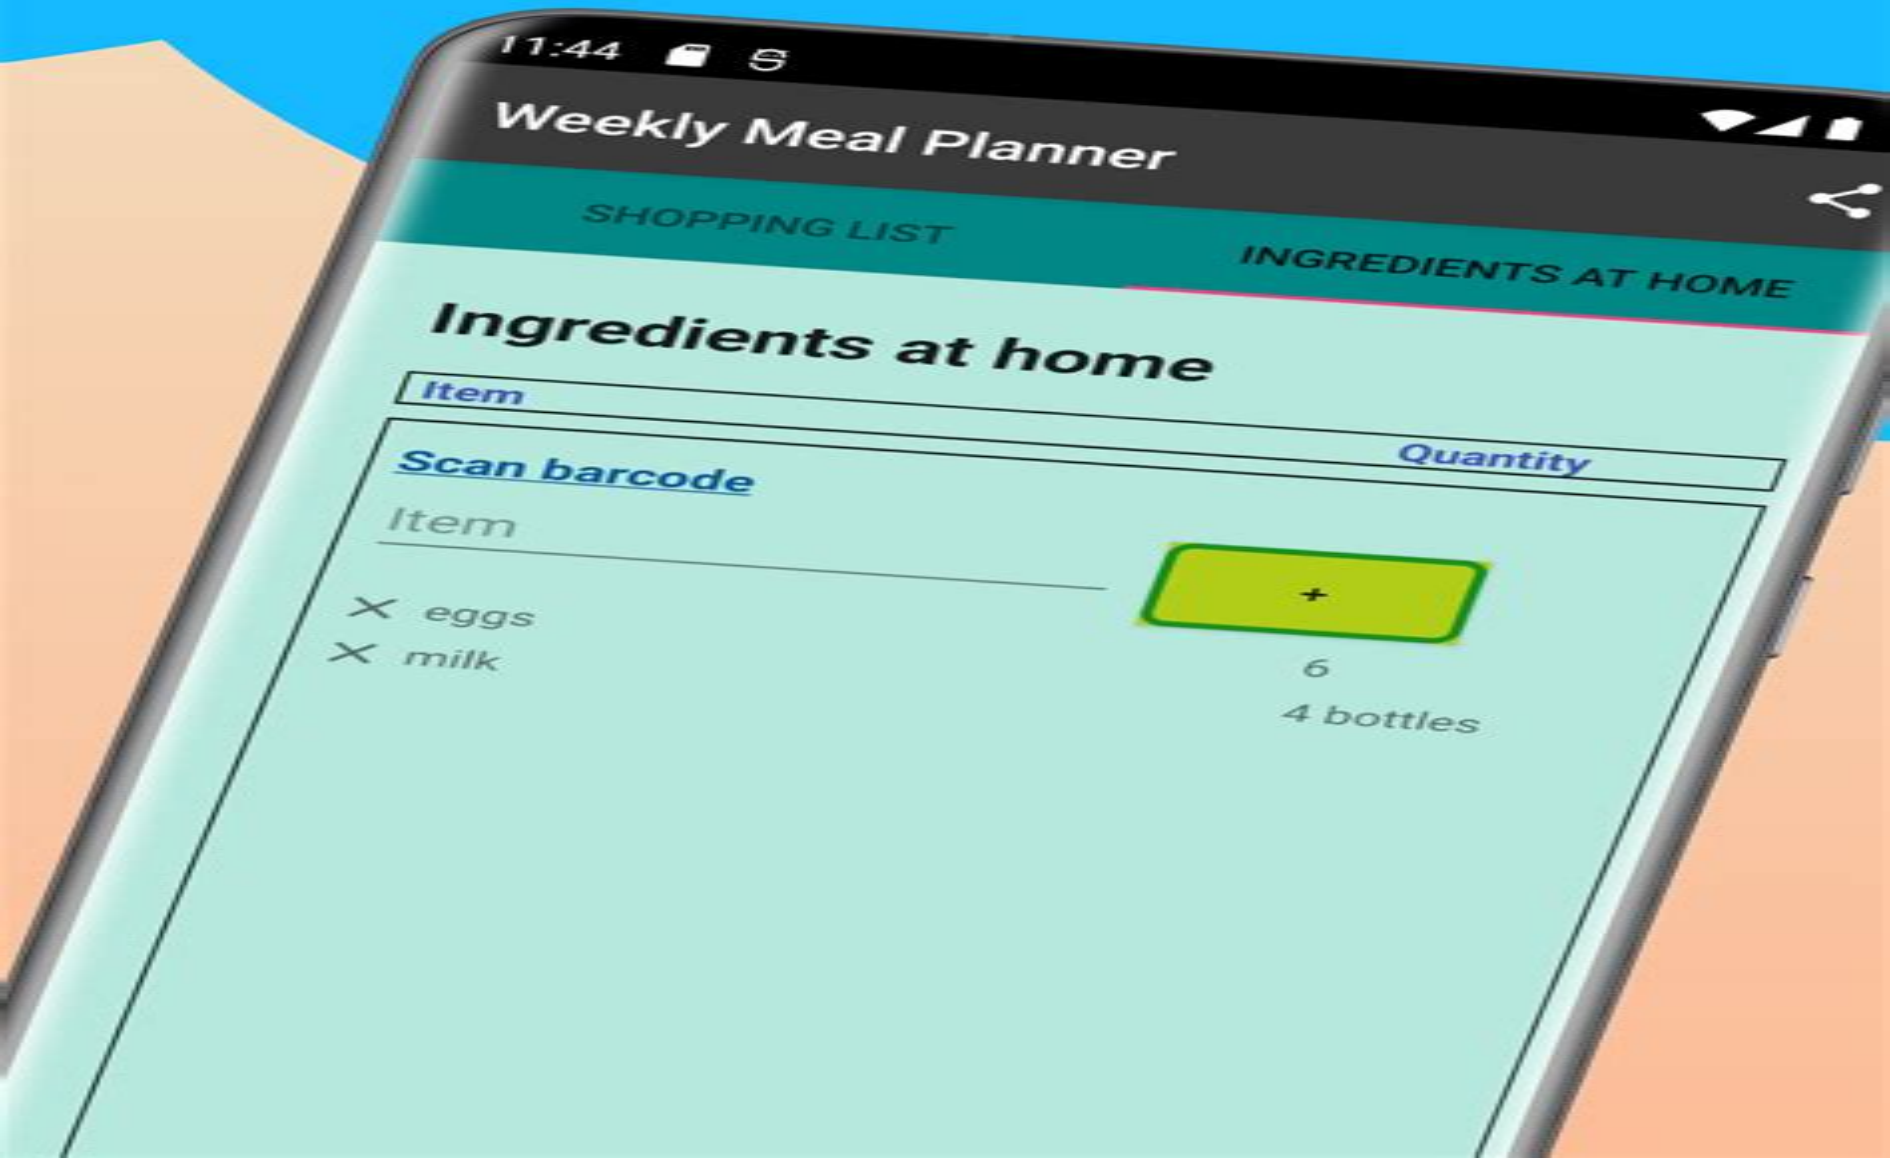 11:44
Weekly Meal Planner
SHOPPING LIST
INGREDIENTS AT HOME
Ingredients at home
Item
Quantity
Scan barcode
Item
+
eggs
6
milk
4 bottles